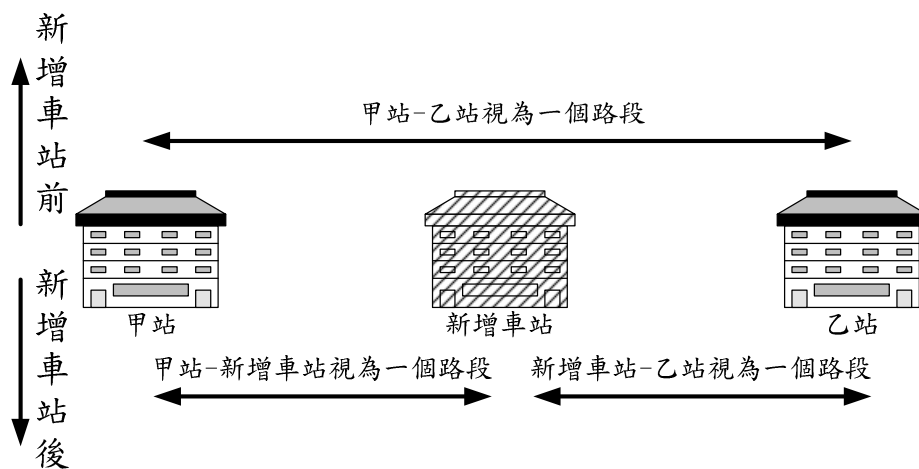 新增車站前
甲站-乙站視為一個路段
甲站
新增車站
乙站
新增車站後
甲站-新增車站視為一個路段
新增車站-乙站視為一個路段